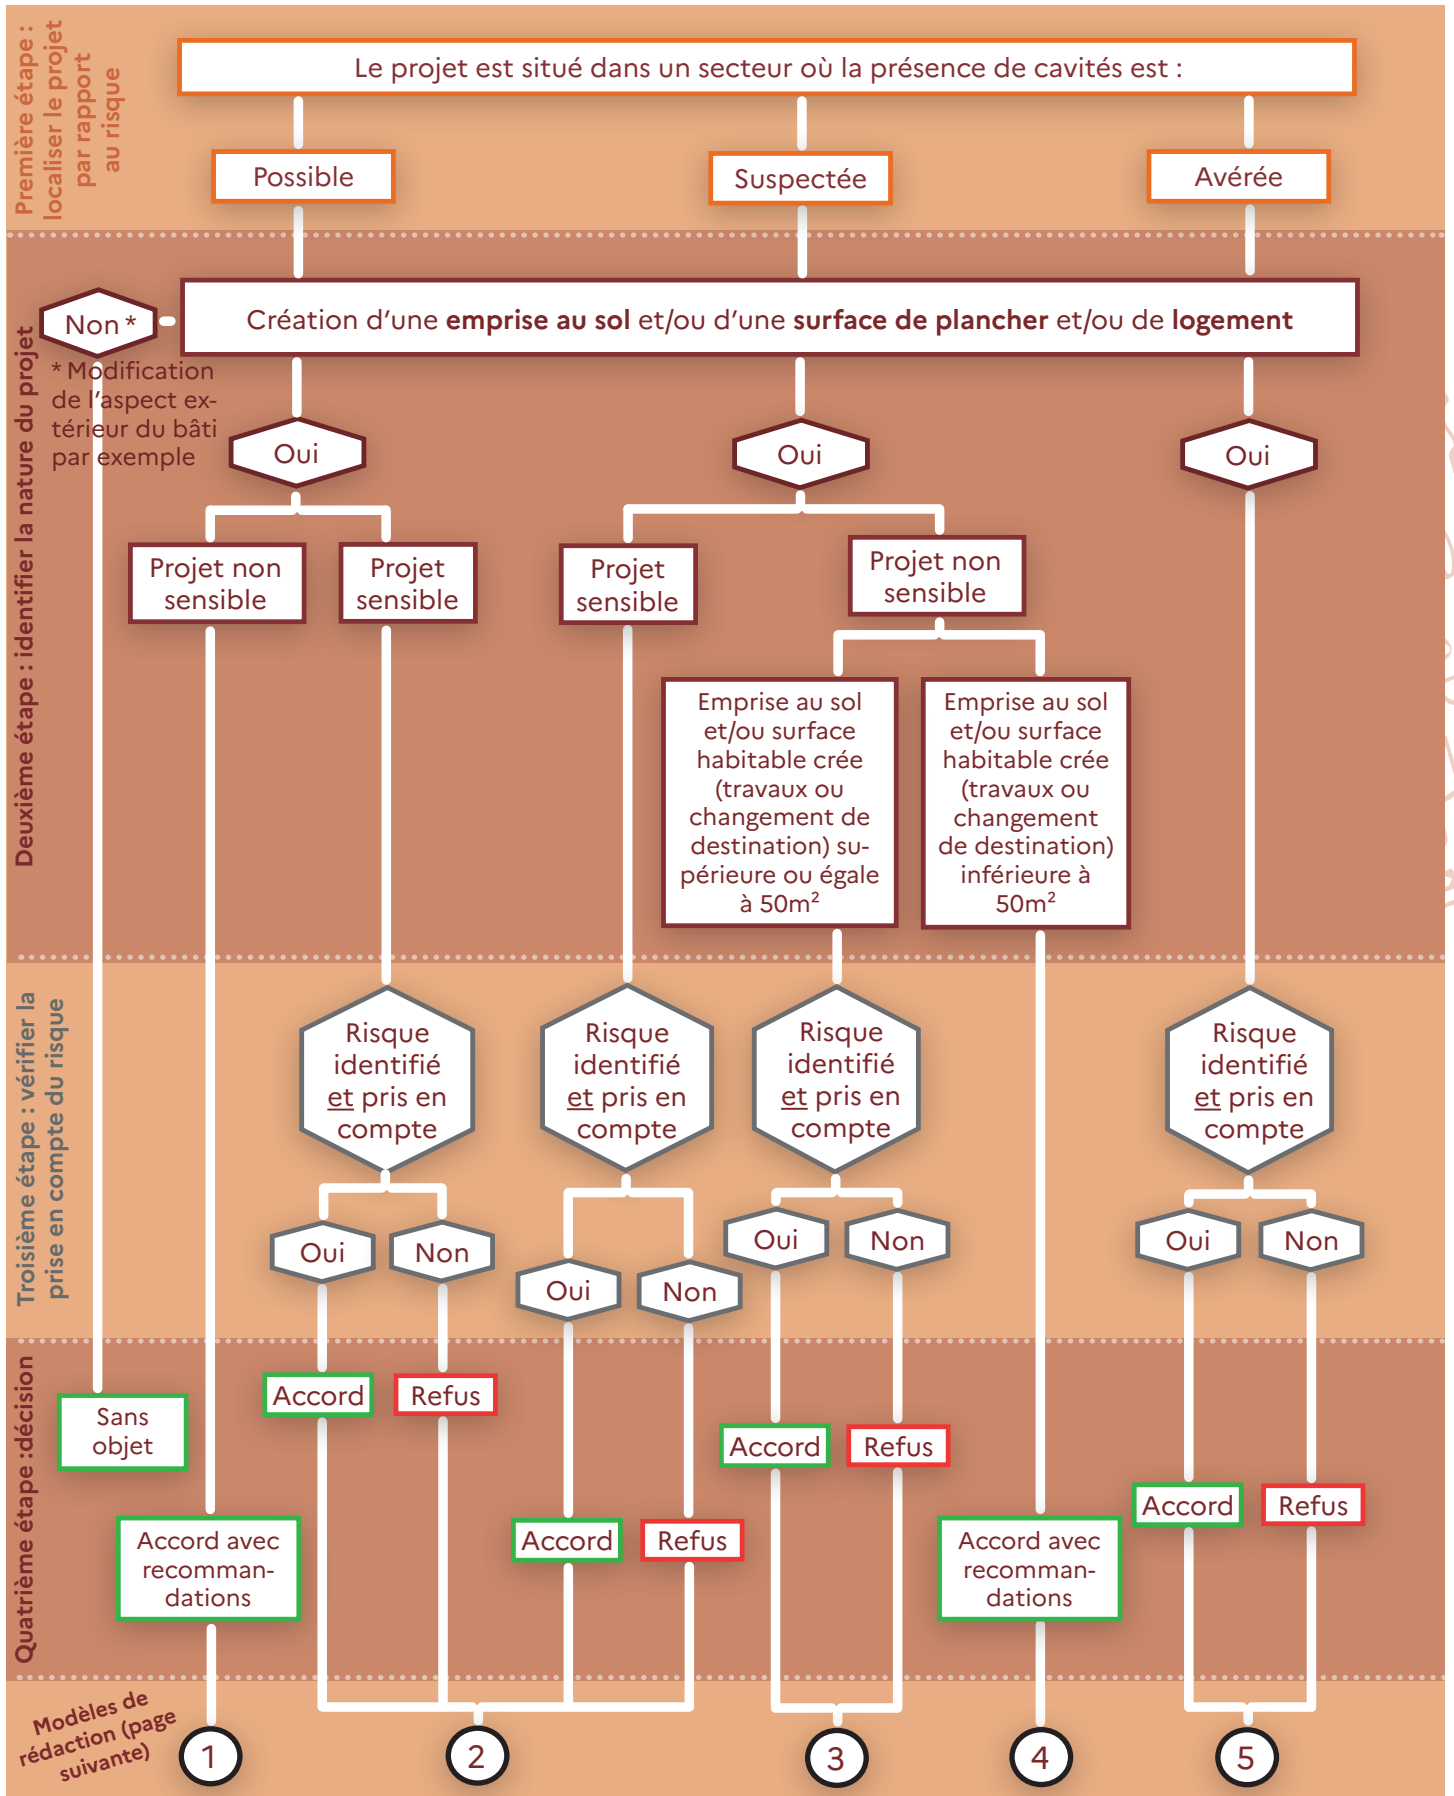 Première étape :
localiser le projet
par rapport
au risque
Le projet est situé dans un secteur où la présence de cavités est :
Possible
Suspectée
Avérée
Deuxième étape : identifier la nature du projet
Non *
Création d'une emprise au sol et/ou d'une surface de plancher et/ou de logement
* Modification
de l'aspect ex-
térieur du bâti
par exemple
Oui
Oui
Oui
Projet non
sensible
Projet
sensible
Projet
sensible
Projet non
sensible
Emprise au sol
et/ou surface
habitable crée
(travaux ou
changement de
destination) su-
périeure ou égale
à 50m²
Emprise au sol
et/ou surface
habitable crée
(travaux ou
changement
de destination)
inférieure à
50m²
Troisième étape : vérifier la
prise en compte du risque
Risque
identifié
et pris en
compte
Risque
identifié
et pris en
compte
Risque
identifié
et pris en
compte
Risque
identifié
et pris en
compte
Oui
Non
Oui
Non
Oui
Non
Oui
Non
Quatrième étape :décision
Sans
objet
Accord avec
recomman-
dations
Accord
Refus
Accord
Refus
Accord
Refus
Accord avec
recomman-
dations
Accord
Refus
Modèles de
rédaction (page
suivante)
1
2
3
4
5